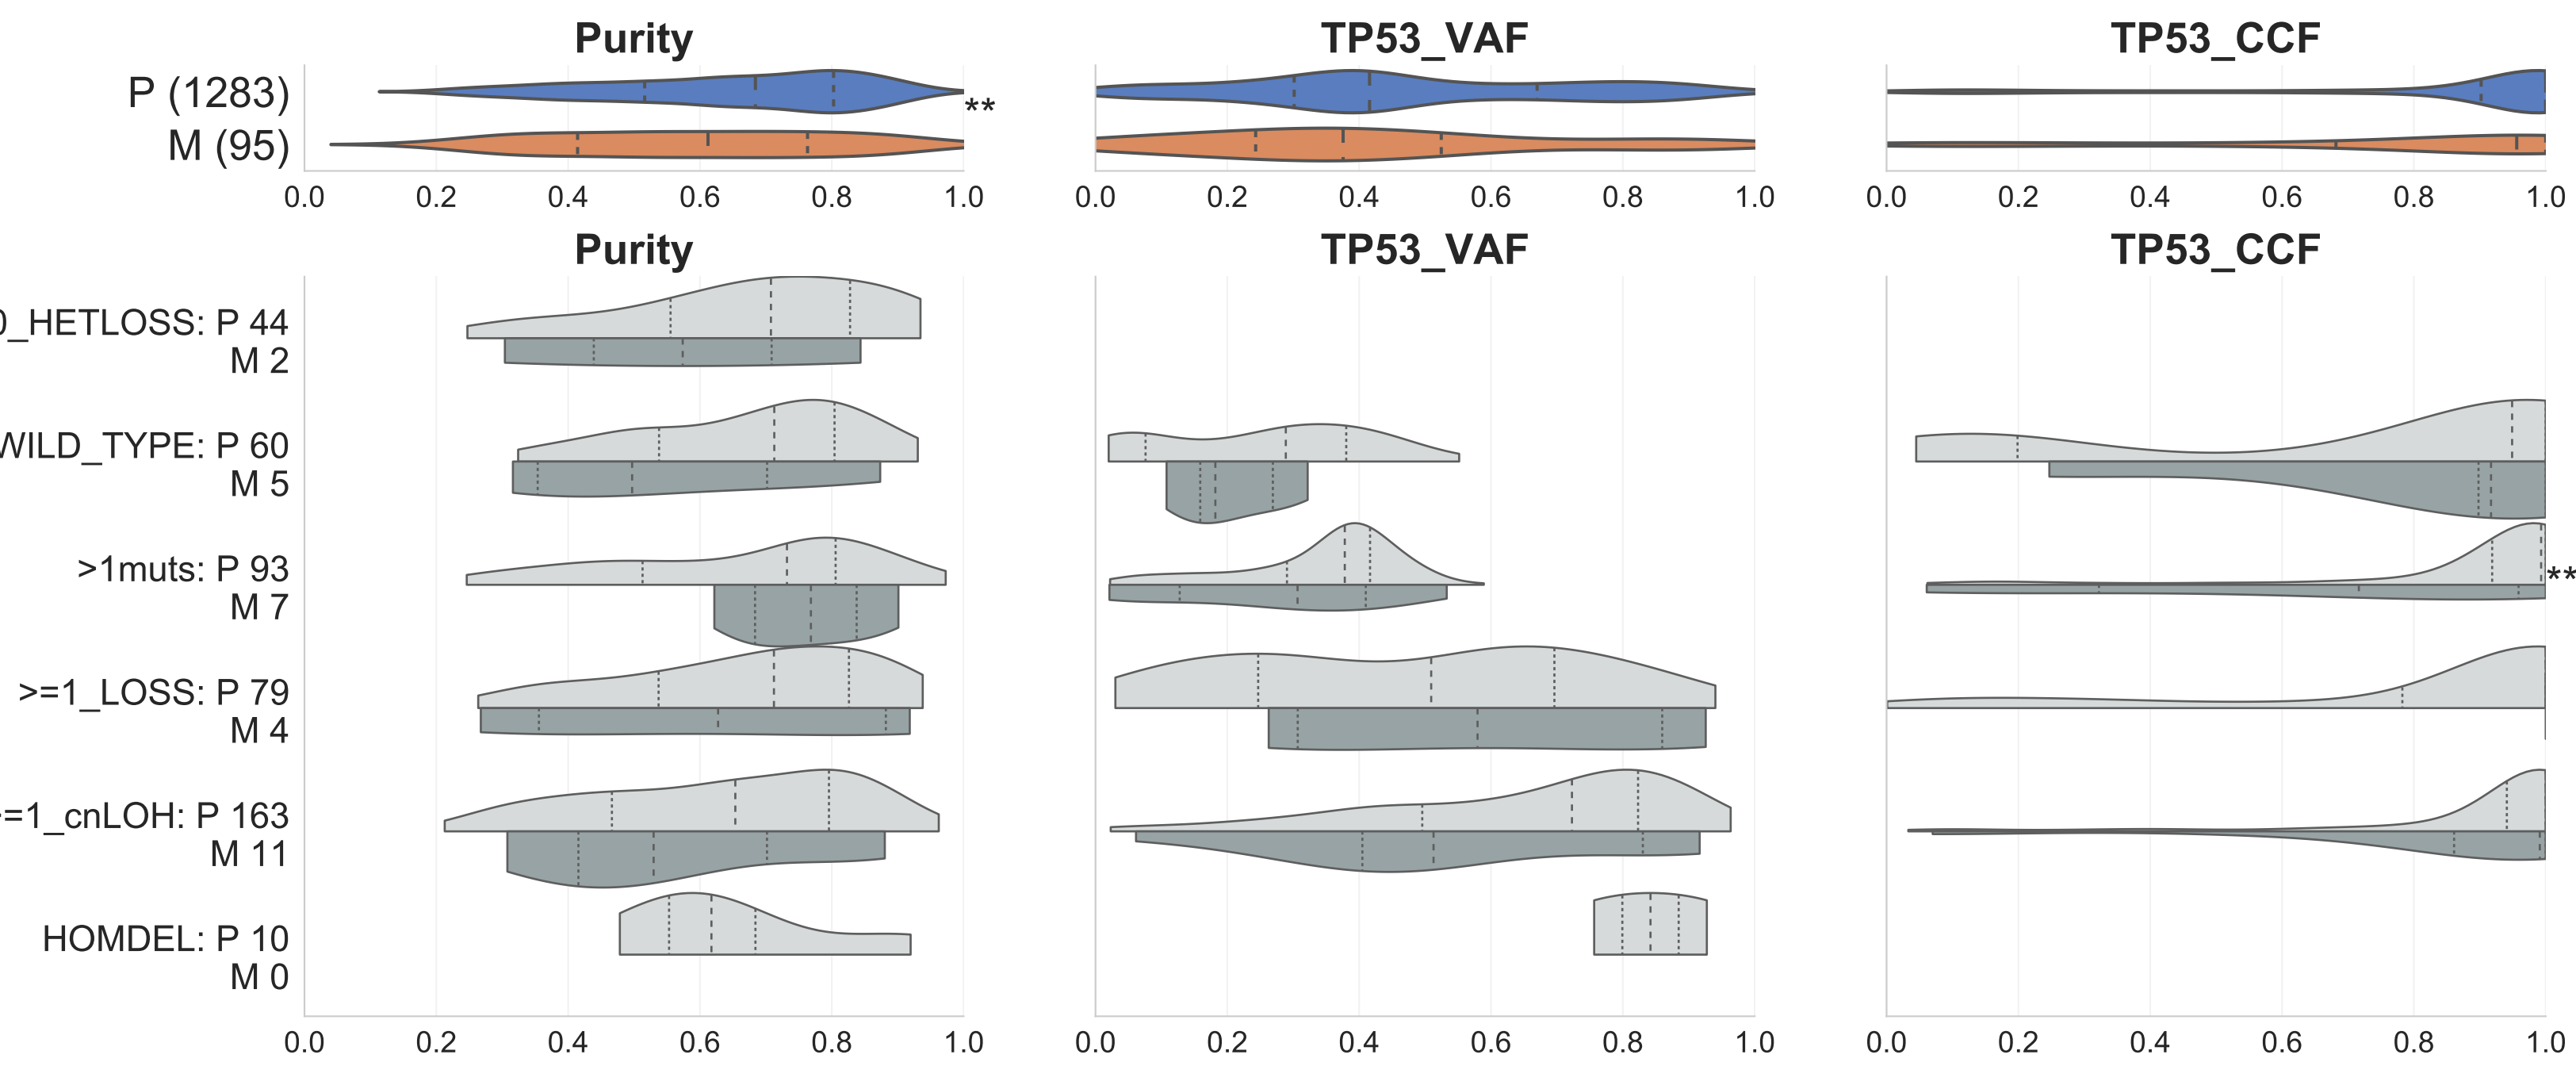 Purity TP53_VAF TP53_CCF
P (1283)
**
M (95)
0.0 0.2 0.4 0.6 0.8 1.0 0.0 0.2 0.4 0.6 0.8 1.0 0.0 0.2 0.4 0.6 0.8 1.0
Purity TP53_VAF TP53_CCF
0_HETLOSS: P 44
M 2
WILD_TYPE: P 60
M 5
>1muts: P 93
**
M 7
>=1_LOSS: P 79
M 4
=1_cnLOH: P 163
M 11
HOMDEL: P 10
M 0
0.0 0.2 0.4 0.6 0.8 1.0 0.0 0.2 0.4 0.6 0.8 1.0 0.0 0.2 0.4 0.6 0.8 1.0